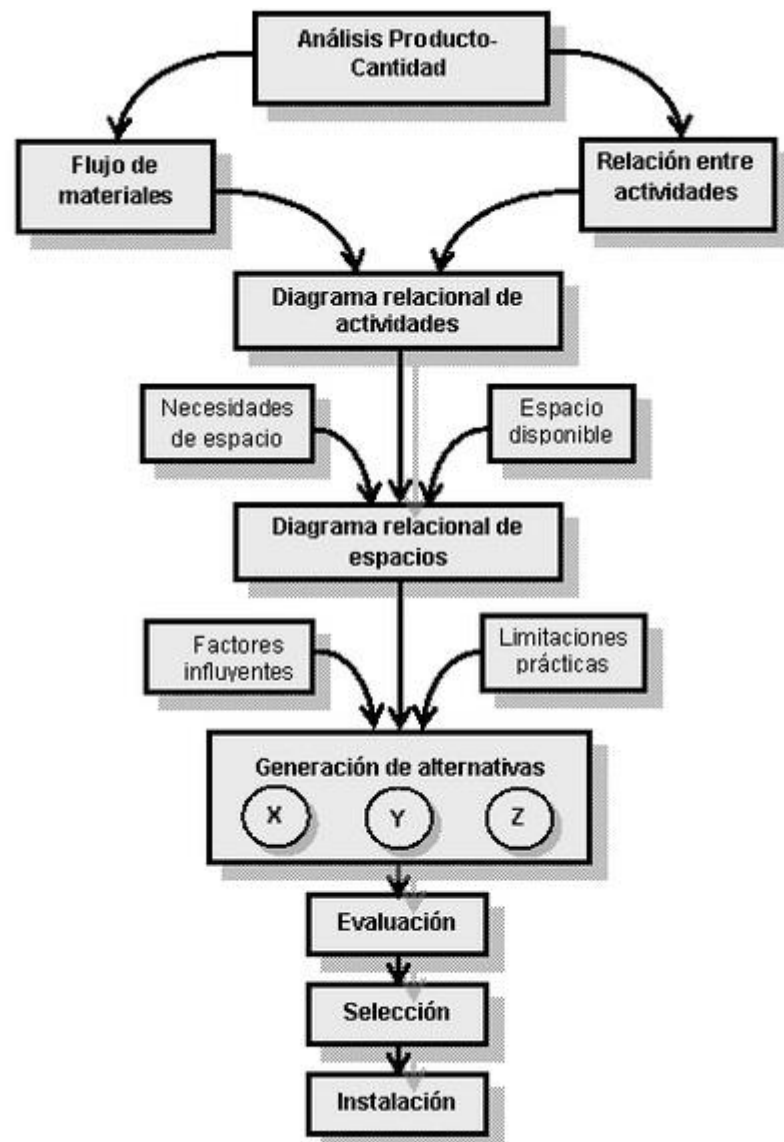 Análisis Producto-
Cantidad
Flujo de
materiales
Relación entre
actividades
Diagrama relacional de
actividades
Necesidades
de espacio
Espacio
disponible
Diagrama relacional de
espacios
Factores
influyentes
Limitaciones
prácticas
Generación de alternativas
X
Y
Z
Evaluación
Selección
Instalación